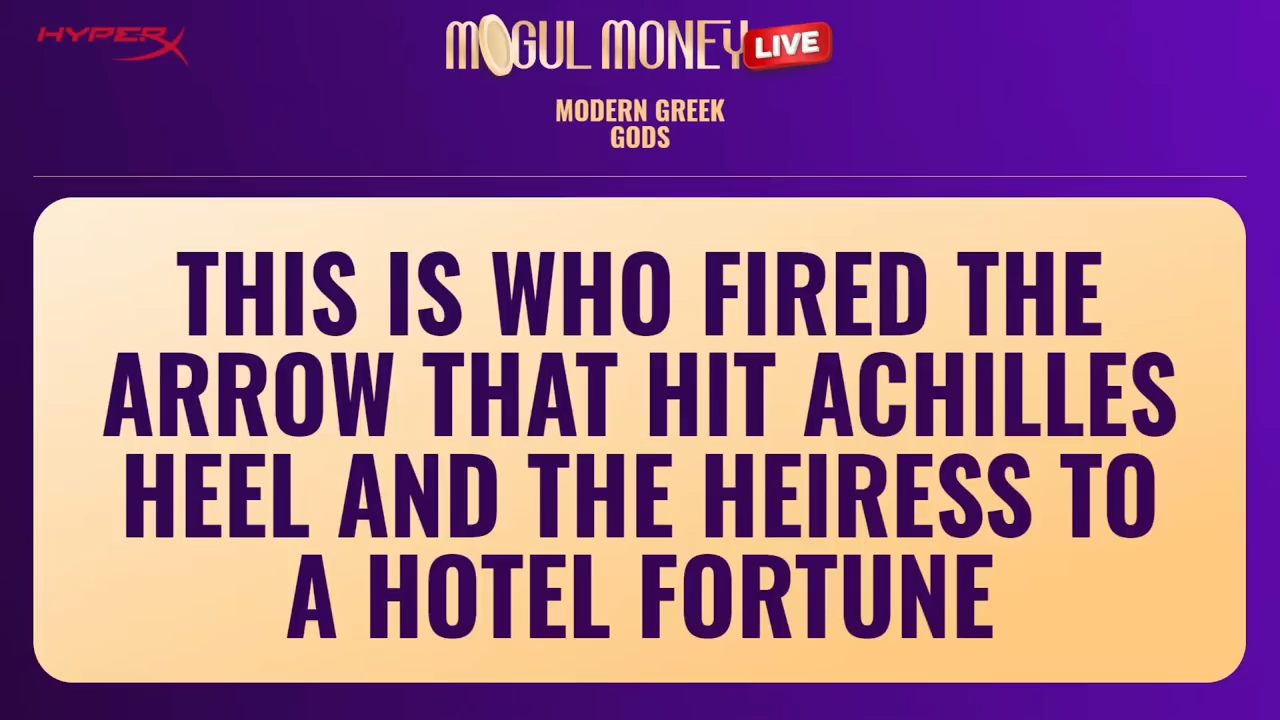 HYPERX
MOGUL MONEY LIVE
MODERN GREEK
GODS
THIS IS WHO FIRED THE
ARROW THAT HIT ACHILLES
HEEL AND THE HEIRESS TO
A HOTEL FORTUNE